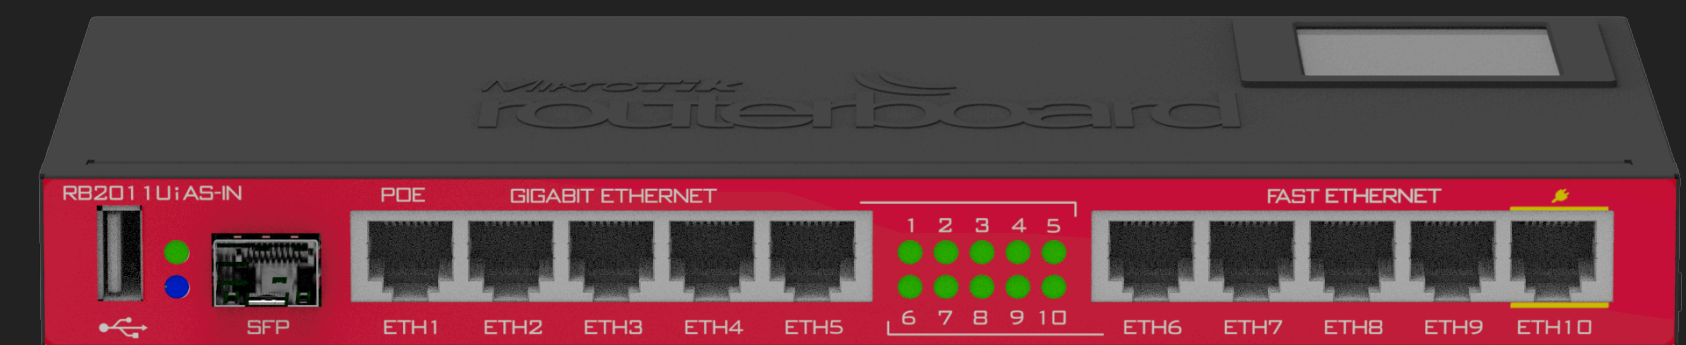 MikroTik
routerboard
RB2011UiAS-IN
POE
GIGABIT ETHERNET
FAST ETHERNET
1 2 3 4 5
6 7 8 9 10
SFP
ETH1
ETH2
ETH3
ETH4
ETH5
ETH6
ETH7
ETH8
ETH9
ETH10